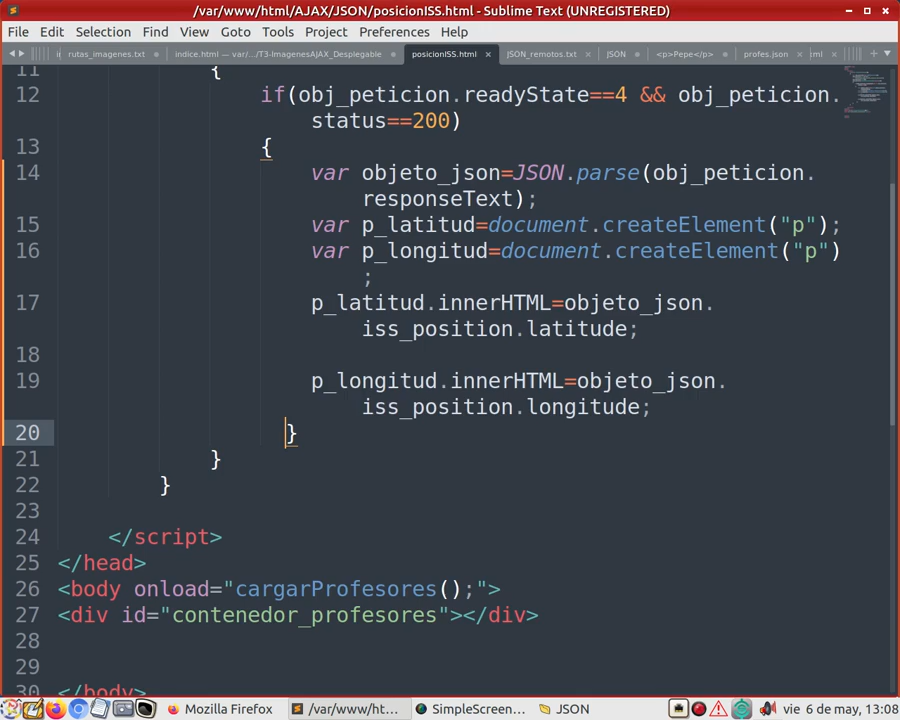 /var/www/html/AJAX/JSON/posicionISS.html - Sublime Text (UNREGISTERED)
File Edit Selection Find View Goto Tools Project Preferences Help
rutas_imagenes.txt indice.html — var/.../T3-ImagenesAJAX_Desplegable posicionISS.html JSON_remotos.txt JSON <p>Pepe</p> profes.json
11 {
12 if(obj_peticion.readyState==4 && obj_peticion.
status==200)
13 {
14 var objeto_json=JSON.parse(obj_peticion.
responseText);
15 var p_latitud=document.createElement("p");
16 var p_longitud=document.createElement("p")
;
17 p_latitud.innerHTML=objeto_json.
iss_position.latitude;
18
19 p_longitud.innerHTML=objeto_json.
iss_position.longitude;
20 }
21 }
22 }
23
24 </script>
25 </head>
26 <body onload="cargarProfesores();">
27 <div id="contenedor_profesores"></div>
28
29
30 </body>
Mozilla Firefox /var/www/ht... SimpleScreen... JSON vie 6 de may, 13:08